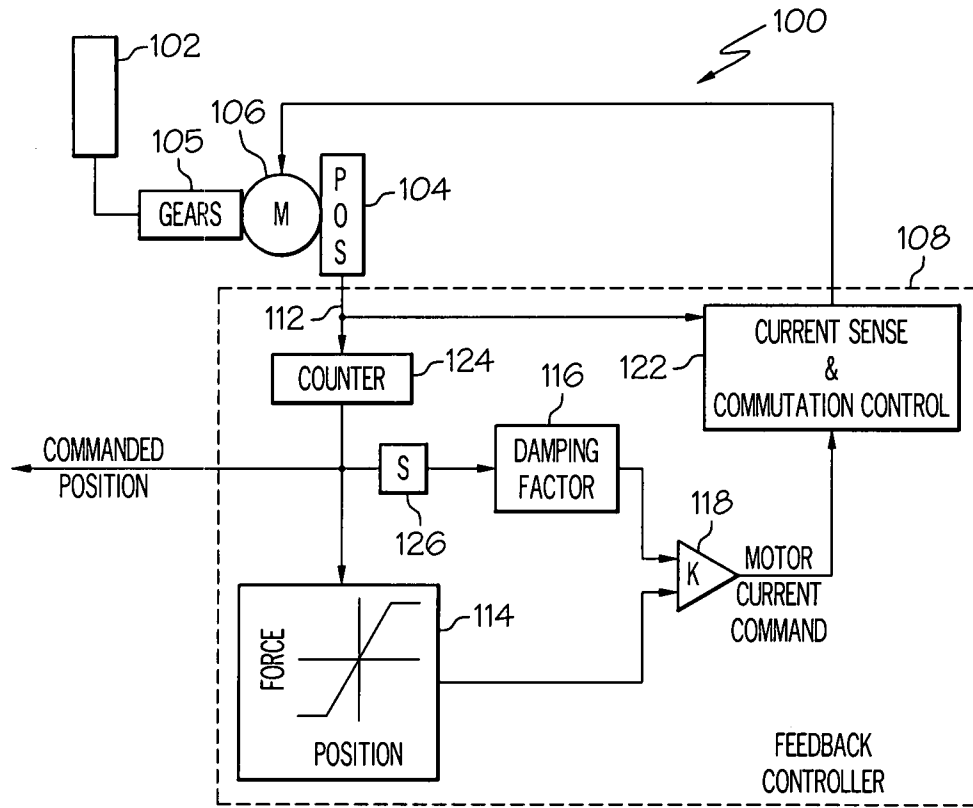 100
102
106
105
104
P
O
S
GEARS
M
108
112
CURRENT SENSE
&
COMMUTATION CONTROL
122
COUNTER
124
116
COMMANDED
POSITION
S
126
DAMPING
FACTOR
118
K
MOTOR
CURRENT
COMMAND
114
FORCE
POSITION
FEEDBACK
CONTROLLER